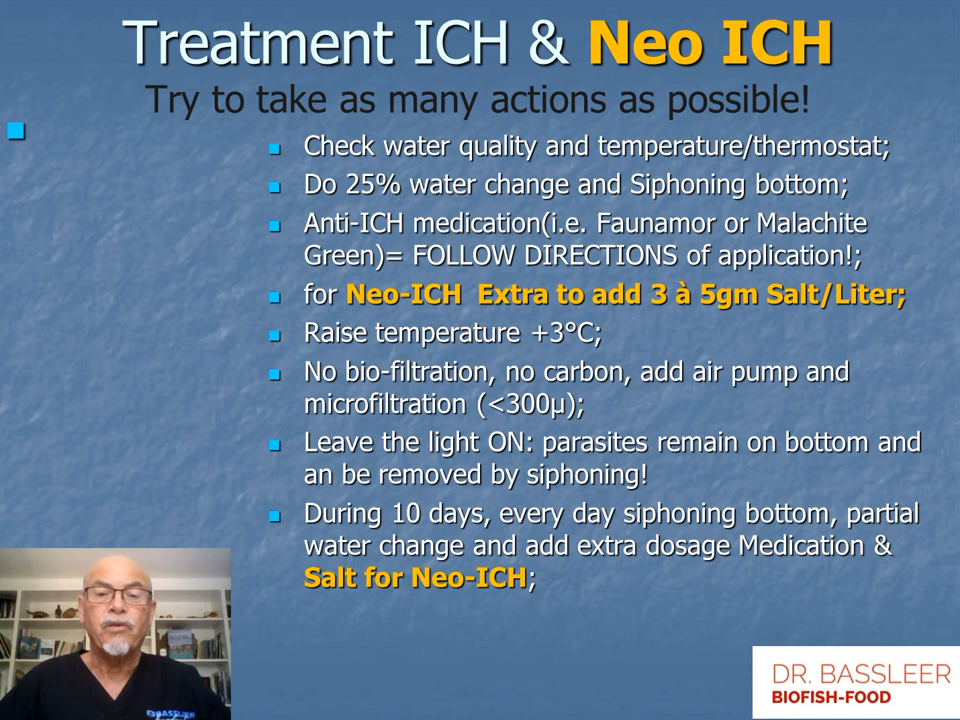 Treatment ICH & Neo ICH
Try to take as many actions as possible!
Check water quality and temperature/thermostat;
Do 25% water change and Siphoning bottom;
Anti-ICH medication(i.e. Faunamor or Malachite
Green)= FOLLOW DIRECTIONS of application!;
for Neo-ICH Extra to add 3 à 5gm Salt/Liter;
Raise temperature +3°C;
No bio-filtration, no carbon, add air pump and
microfiltration (<300µ);
Leave the light ON: parasites remain on bottom and
an be removed by siphoning!
During 10 days, every day siphoning bottom, partial
water change and add extra dosage Medication &
Salt for Neo-ICH;
DR. BASSLEER
BIOFISH-FOOD